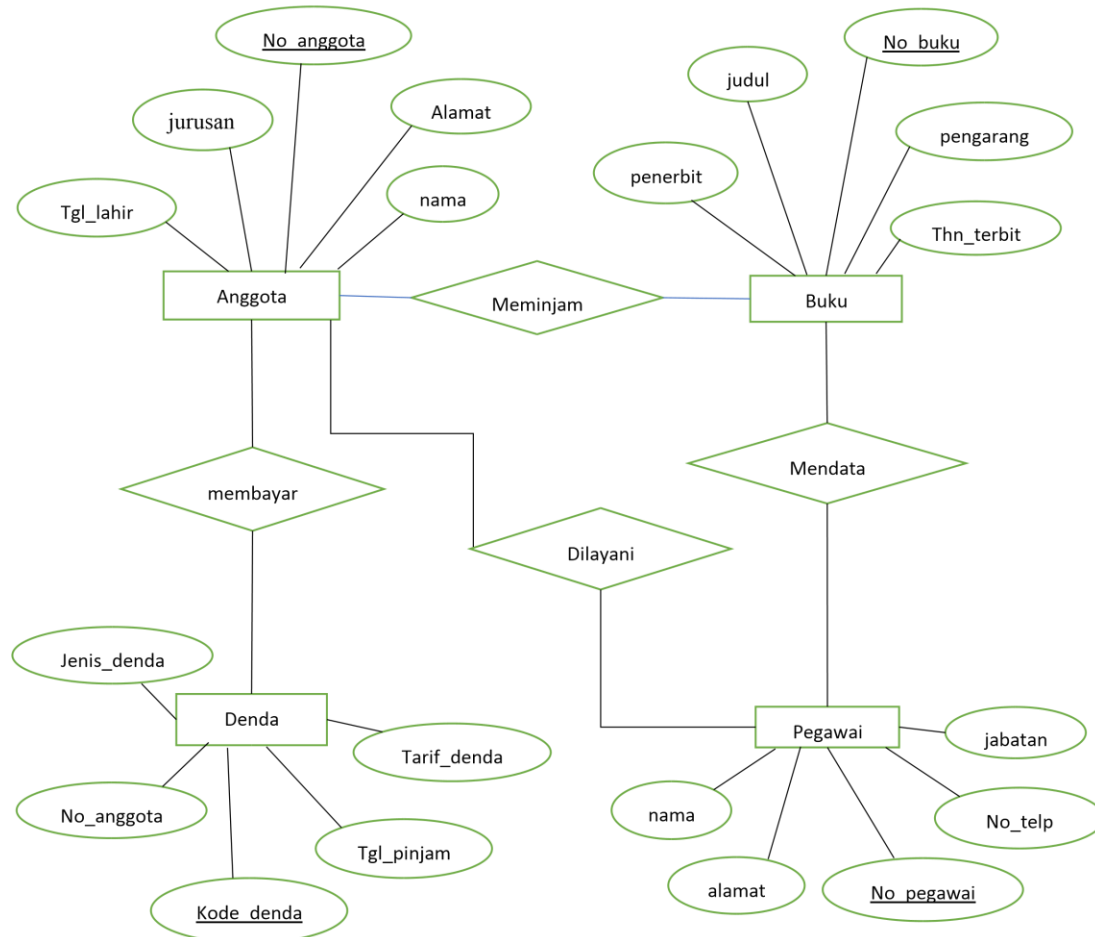 No_anggota
No_buku
judul
Alamat
jurusan
pengarang
penerbit
nama
Tgl_lahir
Thn_terbit
Anggota
Meminjam
Buku
Mendata
membayar
Dilayani
Jenis_denda
Denda
Pegawai
jabatan
Tarif_denda
No_anggota
nama
No_telp
Tgl_pinjam
alamat
No_pegawai
Kode_denda